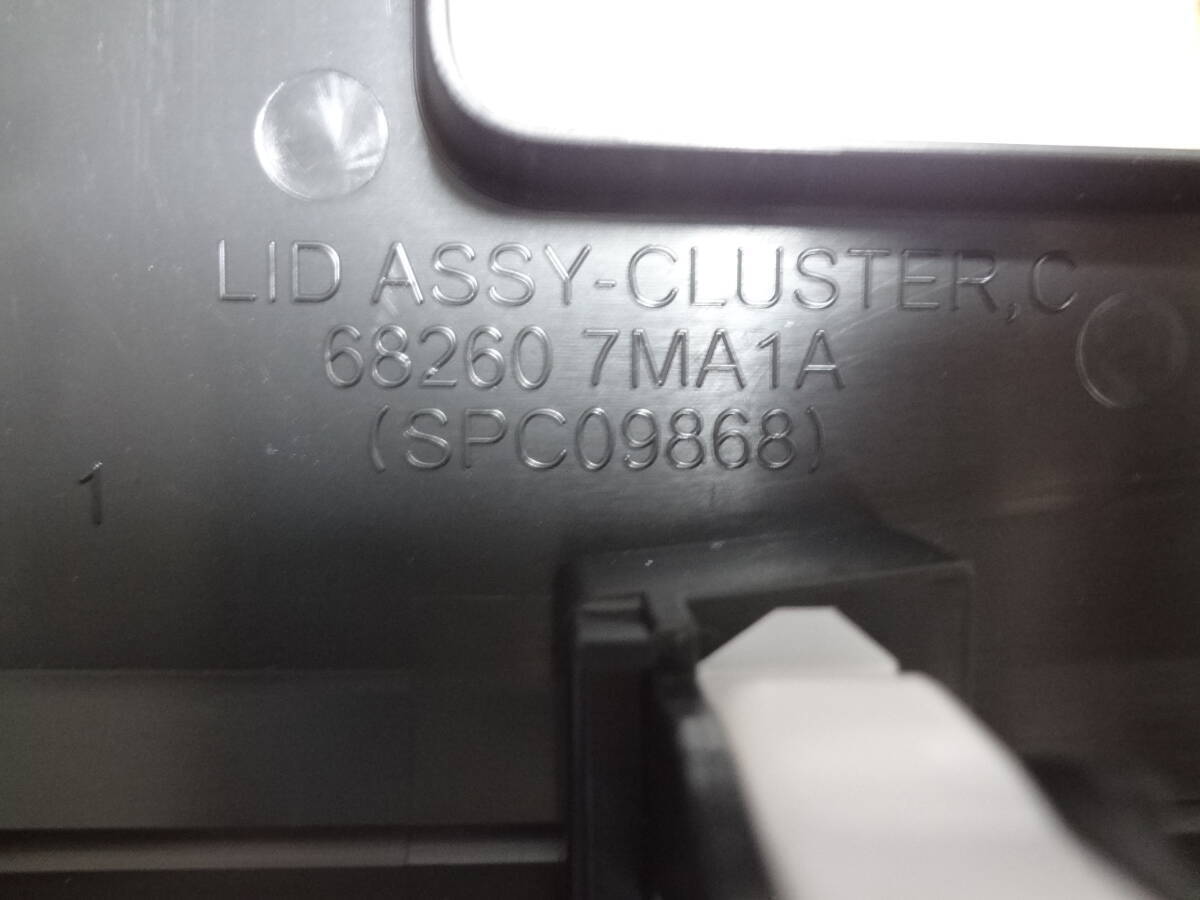 LID ASSY-CLUSTER,C
68260 7MA1A
(SPC09868)
1